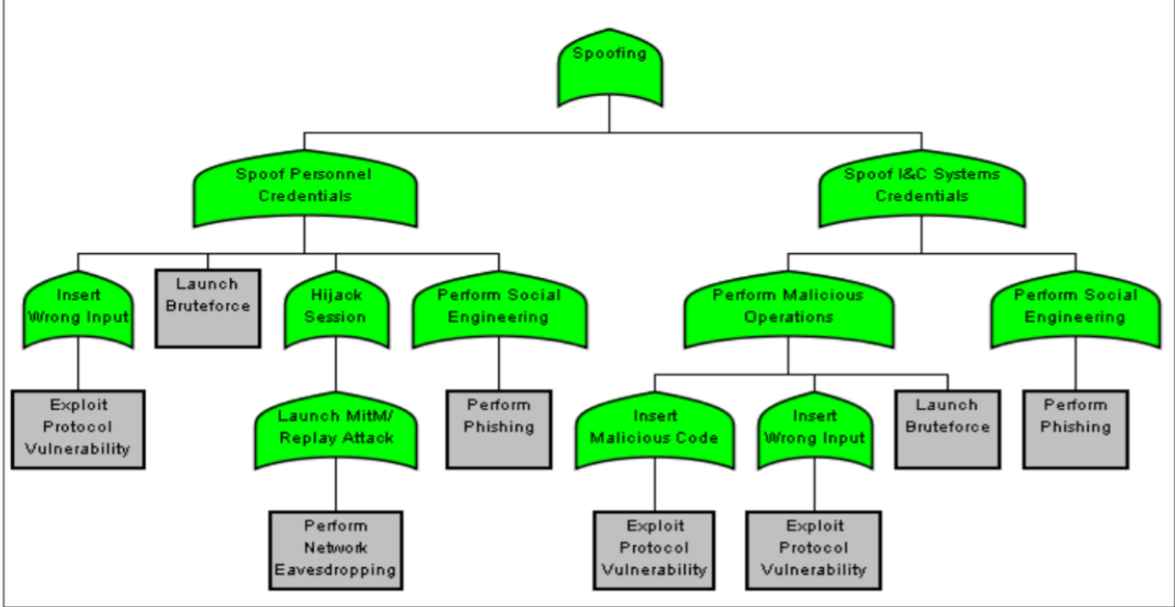 Spoofing
Spoof Personnel
Credentials
Spoof I&C Systems
Credentials
Insert
Wrong Input
Launch
Bruteforce
Hijack
Session
Perform Social
Engineering
Perform Malicious
Operations
Perform Social
Engineering
Exploit
Protocol
Vulnerability
Launch MitM/
Replay Attack
Perform
Phishing
Insert
Malicious Code
Insert
Wrong Input
Launch
Bruteforce
Perform
Phishing
Perform
Network
Eavesdropping
Exploit
Protocol
Vulnerability
Exploit
Protocol
Vulnerability